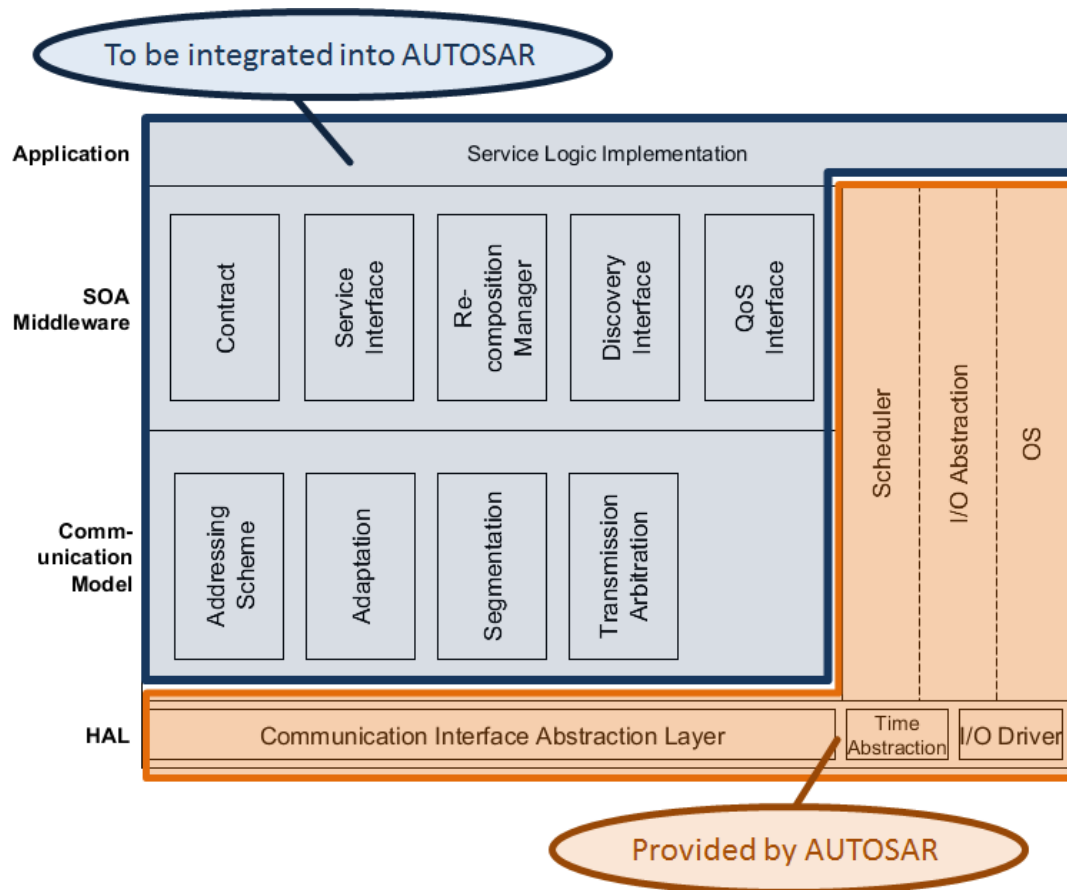 To be integrated into AUTOSAR
Application
Service Logic Implementation
SOA
Middleware
Contract
Service
Interface
Re-
composition
Manager
Discovery
Interface
QoS
Interface
Scheduler
I/O Abstraction
OS
Comm-
unication
Model
Addressing
Scheme
Adaptation
Segmentation
Transmission
Arbitration
HAL
Communication Interface Abstraction Layer
Time
Abstraction
I/O Driver
Provided by AUTOSAR